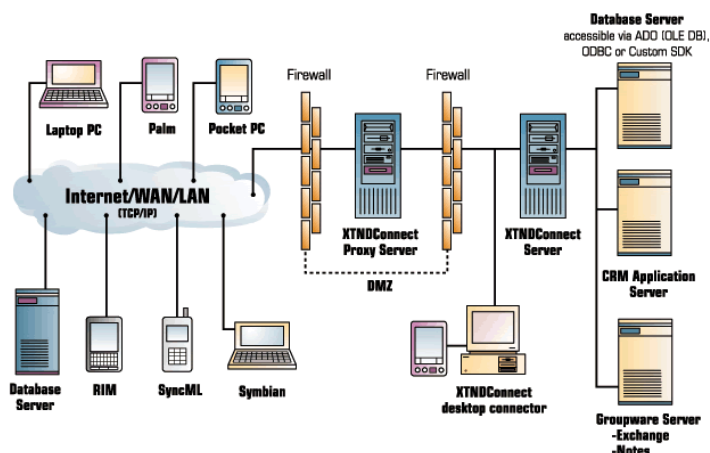 Database Server
accessible via ADO (OLE DB),
ODBC or Custom SDK
Firewall
Firewall
Laptop PC
Palm
Pocket PC
Internet/WAN/LAN
(TCP/IP)
XTNDConnect
Proxy Server
XTNDConnect
Server
DMZ
CRM Application
Server
Database
Server
RIM
SyncML
Symbian
XTNDConnect
desktop connector
Groupware Server
-Exchange
-Notes